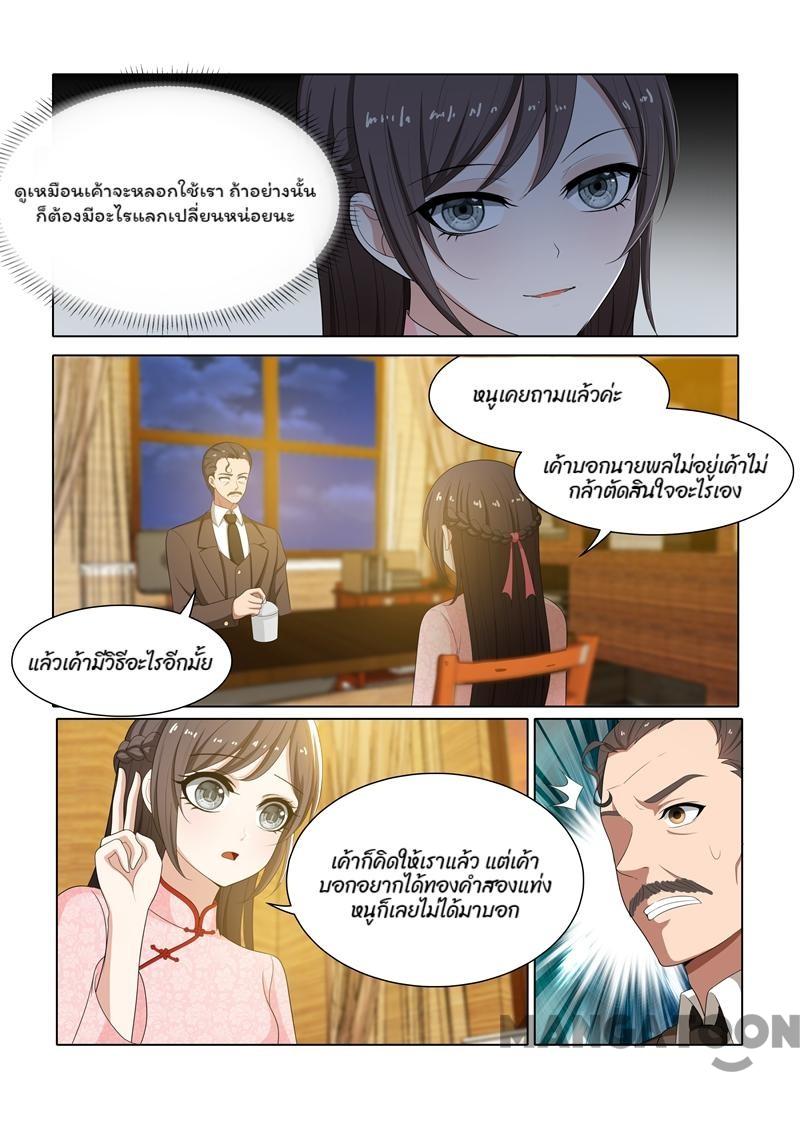 ดูเหมือนเค้าจะหลอกใช้เรา ถ้าอย่างนั้น
ก็ต้องมีอะไรแลกเปลี่ยนหน่อยนะ
หนูเคยถามแล้วค่ะ
เค้าบอกนายพลไม่อยู่เค้าไม่
กล้าตัดสินใจอะไรเอง
แล้วเค้ามีวิธีอะไรอีกมั้ย
เค้าก็คิดให้เราแล้ว แต่เค้า
บอกอยากได้ทองคำสองแท่ง
หนูก็เลยไม่ได้มาบอก
MANGATOON